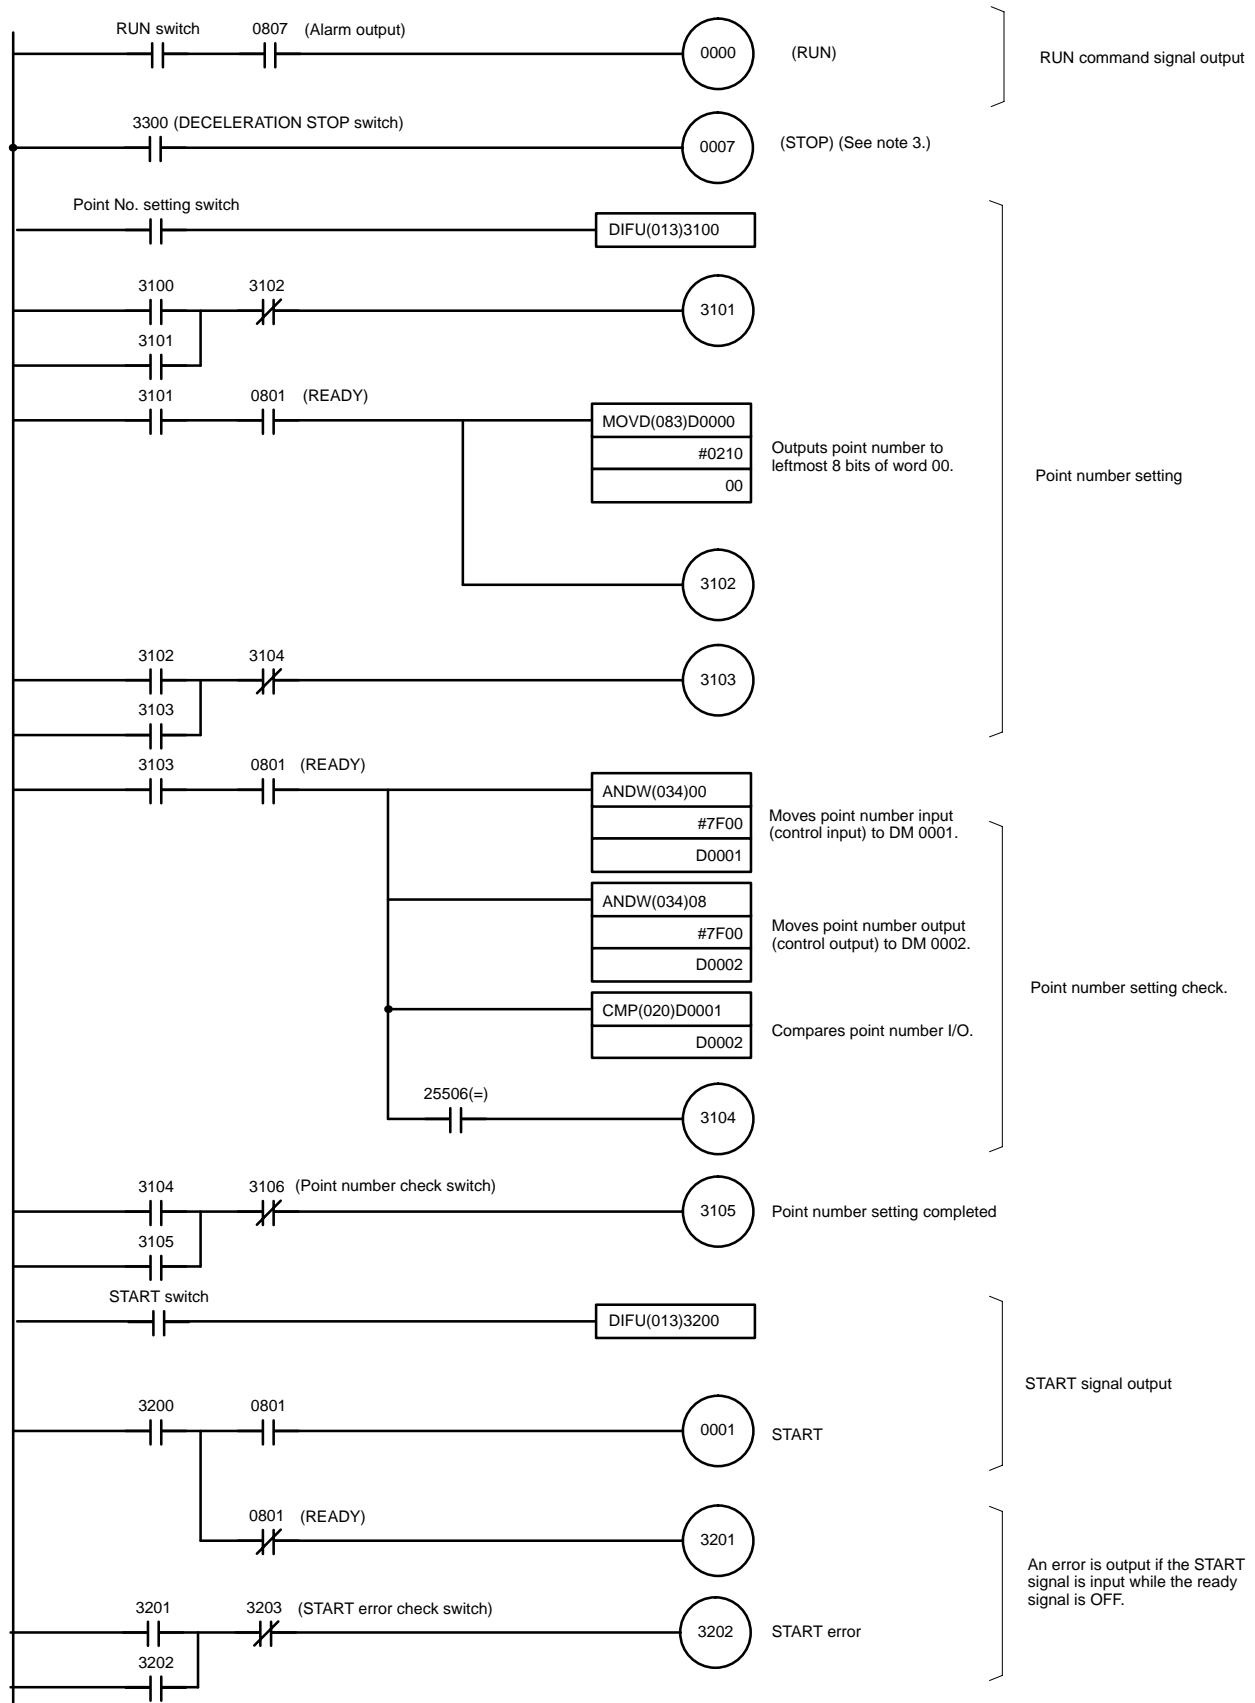 RUN switch 0807 (Alarm output)
0000 (RUN)
RUN command signal output
3300 (DECELERATION STOP switch)
0007 (STOP) (See note 3.)
Point No. setting switch
DIFU(013)3100
3100 3102
3101
3101
3101 0801 (READY)
MOVD(083)D0000
#0210
00
Outputs point number to
leftmost 8 bits of word 00.
Point number setting
3102
3102 3104
3103
3103
3103 0801 (READY)
ANDW(034)00
#7F00
D0001
Moves point number input
(control input) to DM 0001.
ANDW(034)08
#7F00
D0002
Moves point number output
(control output) to DM 0002.
Point number setting check.
CMP(020)D0001
D0002
Compares point number I/O.
25506(=)
3104
3104 3106 (Point number check switch)
3105 Point number setting completed
3105
START switch
DIFU(013)3200
START signal output
3200 0801
0001 START
0801 (READY)
3201
An error is output if the START
signal is input while the ready
signal is OFF.
3201 3203 (START error check switch)
3202 START error
3202